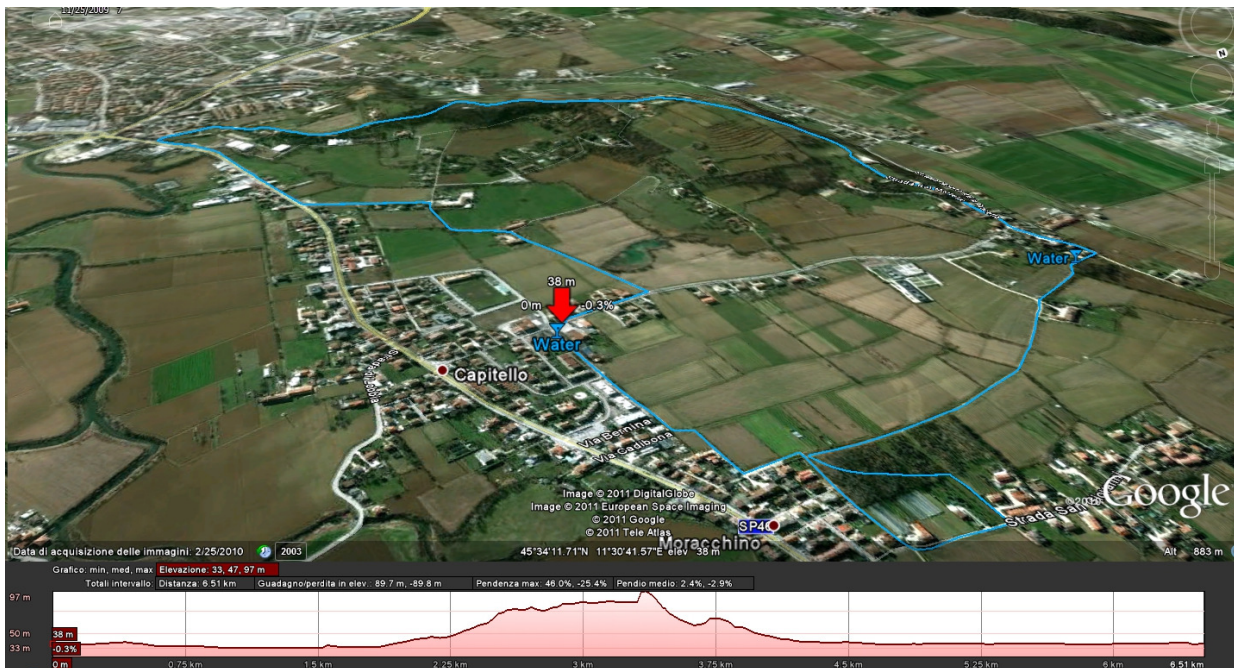 11/25/2009
N
Water
38 m
0 m
-0.3%
Water
Capitello
Via Bernina
Via Cadibona
Image © 2011 DigitalGlobe
Image © 2011 European Space Imaging
© 2011 Google
© 2011 Tele Atlas
Google
Strada San
SP46
Moracchino
Data di acquisizione delle immagini: 2/25/2010 2003
45°34'11.71"N 11°30'41.57"E elev 38 m
Alt 883 m
Grafico: min, med, max Elevazione: 33, 47, 97 m
Totali intervallo: Distanza: 6.51 km Guadagno/perdita in elev.: 89.7 m, -89.8 m Pendenza max: 46.0%, -25.4% Pendio medio: 2.4%, -2.9%
97 m
50 m
38 m
33 m
-0.3%
0 m
0.75 km
1.5 km
2.25 km
3 km
3.75 km
4.5 km
5.25 km
6 km
6.51 km